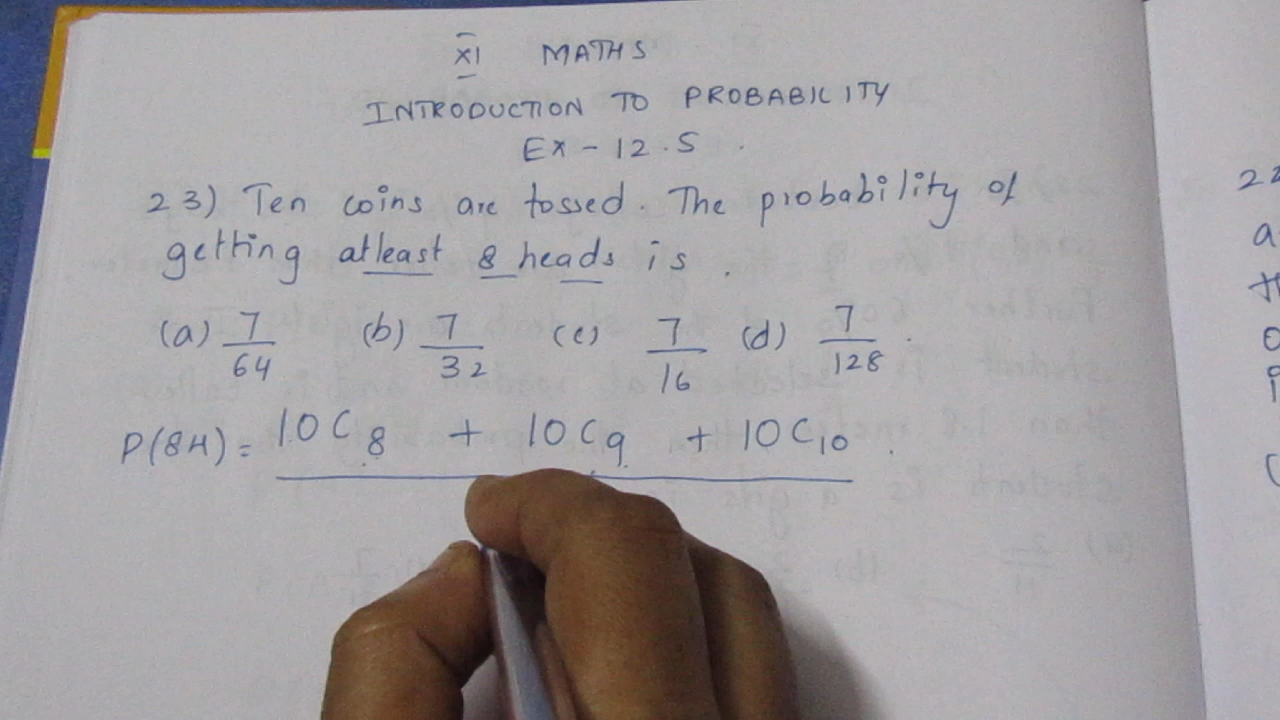 XI MATHS
INTRODUCTION TO PROBABILITY
Ex - 12.5.
23) Ten coins are tossed. The probability of
getting atleast 8 heads is .
(a) 7/64 (b) 7/32 (c) 7/16 (d) 7/128.
P(8H) = 10C8 + 10C9 + 10C10